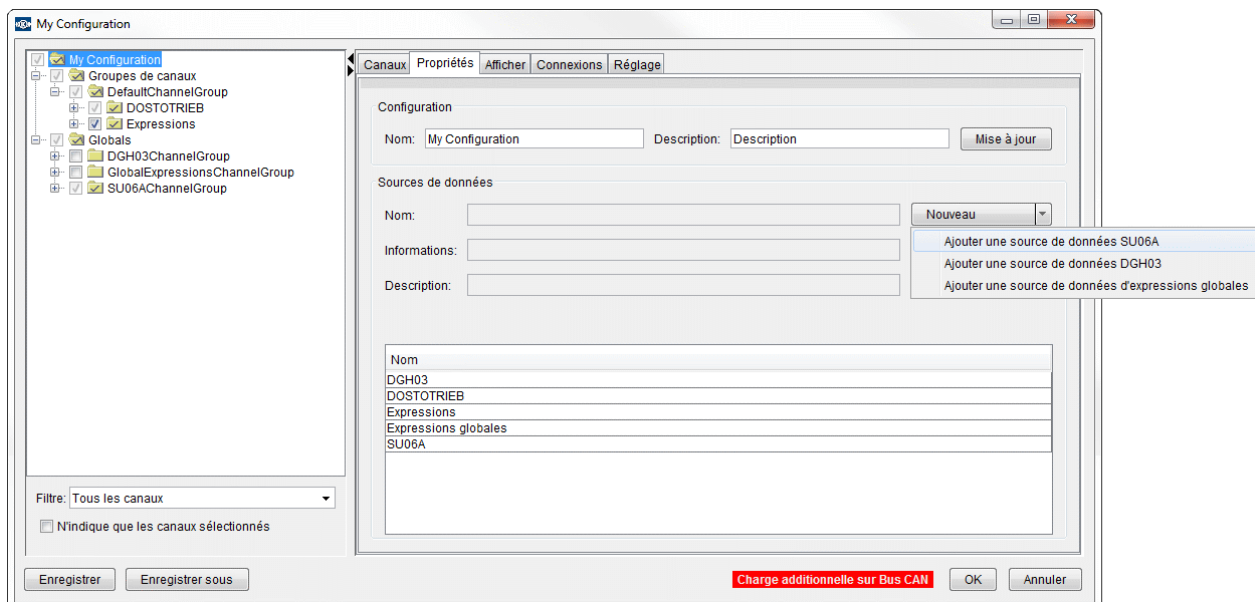 My Configuration
My Configuration
Groupes de canaux
DefaultChannelGroup
DOSTOTRIEB
Expressions
Globals
DGH03ChannelGroup
GlobalExpressionsChannelGroup
SU06AChannelGroup
Filtre: Tous les canaux
N'indique que les canaux sélectionnés
Canaux Propriétés Afficher Connexions Réglage
Configuration
Nom: My Configuration Description: Description Mise à jour
Sources de données
Nom: Nouveau
Informations:
Description:
Ajouter une source de données SU06A
Ajouter une source de données DGH03
Ajouter une source de données d'expressions globales
Nom
DGH03
DOSTOTRIEB
Expressions
Expressions globales
SU06A
Enregistrer Enregistrer sous Charge additionnelle sur Bus CAN OK Annuler